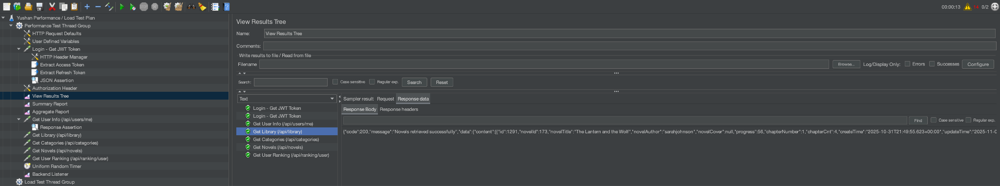 00:00:13 14 0/2
Yushan Performance / Load Test Plan
Performance Test Thread Group
HTTP Request Defaults
User Defined Variables
Login - Get JWT Token
HTTP Header Manager
Extract Access Token
Extract Refresh Token
JSON Assertion
Authorization Header
View Results Tree
Summary Report
Aggregate Report
Get User Info (/api/users/me)
Response Assertion
Get Library (/api/library)
Get Categories (/api/categories)
Get Novels (/api/novels)
Get User Ranking (/api/ranking/user)
Uniform Random Timer
Backend Listener
Load Test Thread Group
View Results Tree
Name: View Results Tree
Comments:
Write results to file / Read from file
Filename Browse... Log/Display Only: Errors Successes Configure
Search: Case sensitive Regular exp. Search Reset
Text
Login - Get JWT Token
Login - Get JWT Token
Get User Info (/api/users/me)
Get Library (/api/library)
Get Categories (/api/categories)
Get Novels (/api/novels)
Get User Ranking (/api/ranking/user)
Sampler result Request Response data
Response Body Response headers
Find Case sensitive Regular exp.
{"code":200,"message":"Novels retrieved successfully","data":{"content":[{"id":1291,"novelId":173,"novelTitle":"The Lantern and the Wolf","novelAuthor":"sarahjohnson","novelCover":null,"progress":56,"chapterNumber":1,"chapterCnt":4,"createTime":"2025-10-31T21:49:55.623+00:00","updateTime":"2025-11-0